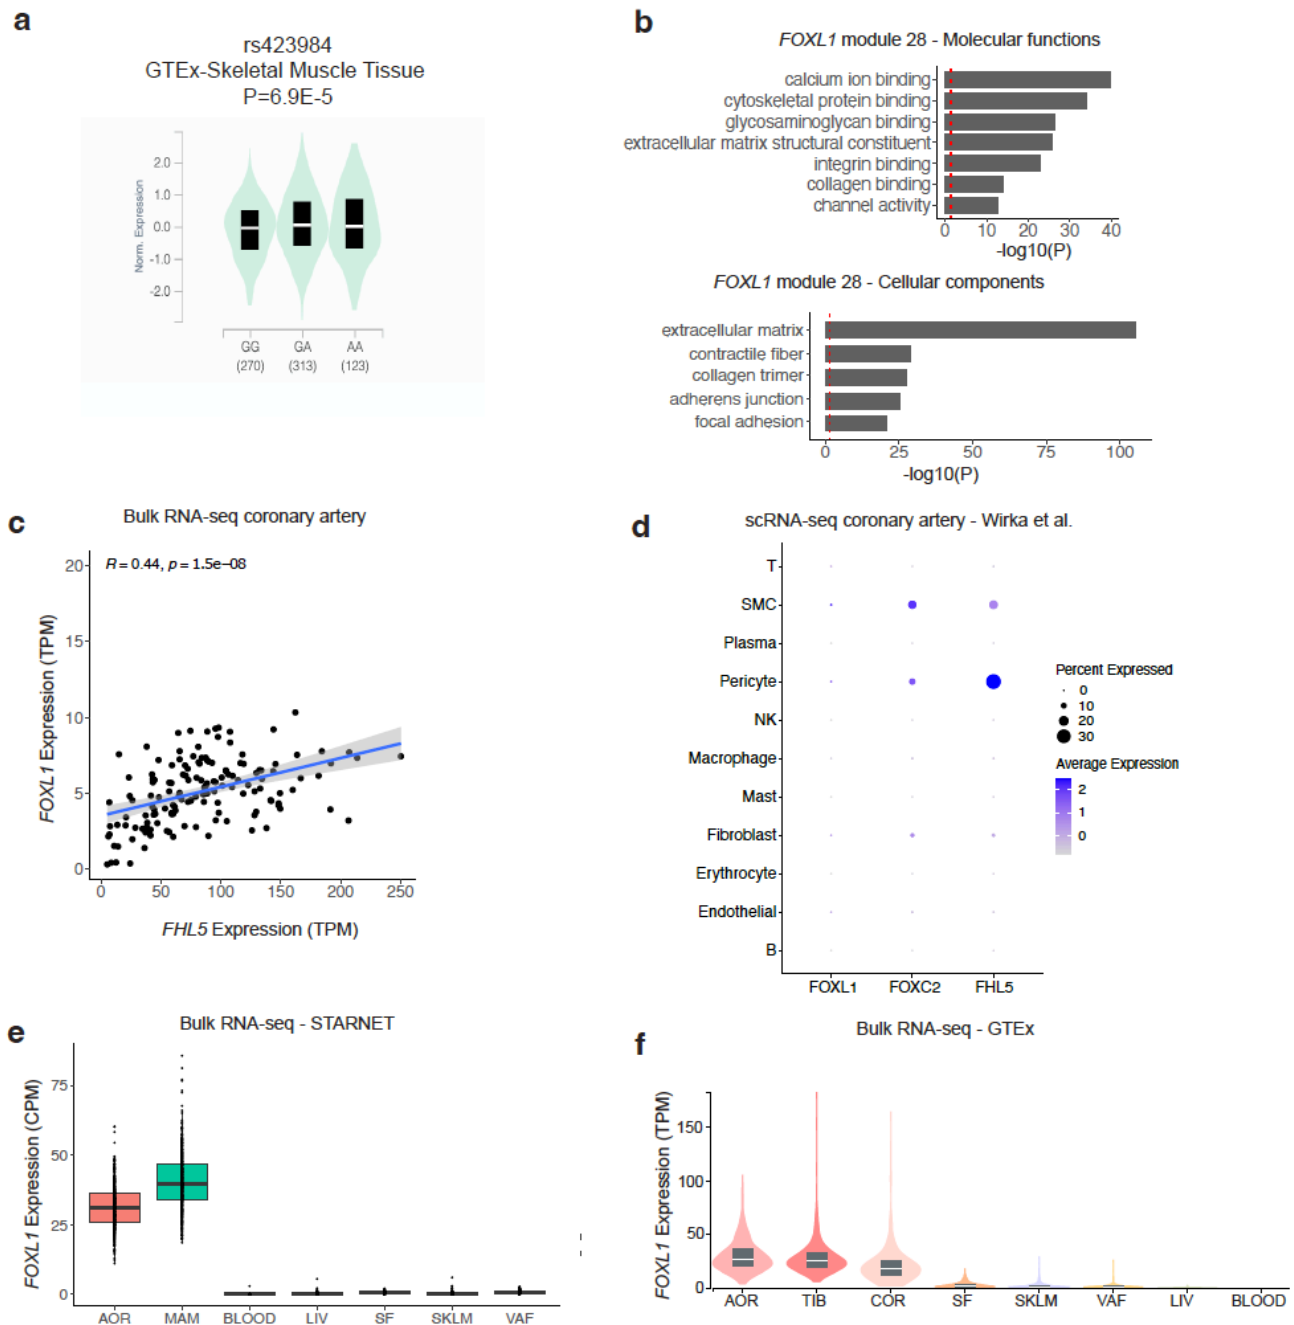 a
rs423984
GTEx-Skeletal Muscle Tissue
P=6.9E-5
Norm. Expression
2.0
1.0
0.0
-1.0
-2.0
GG GA AA
(270) (313) (123)
b
FOXL1 module 28 - Molecular functions
calcium ion binding
cytoskeletal protein binding
glycosaminoglycan binding
extracellular matrix structural constituent
integrin binding
collagen binding
channel activity
0 10 20 30 40
-log10(P)
FOXL1 module 28 - Cellular components
extracellular matrix
contractile fiber
collagen trimer
adherens junction
focal adhesion
0 25 50 75 100
-log10(P)
c
Bulk RNA-seq coronary artery
R = 0.44, p = 1.5e−08
FOXL1 Expression (TPM)
20
15
10
5
0
0 50 100 150 200 250
FHL5 Expression (TPM)
d
scRNA-seq coronary artery - Wirka et al.
T
SMC
Plasma
Pericyte
NK
Macrophage
Mast
Fibroblast
Erythrocyte
Endothelial
B
FOXL1 FOXC2 FHL5
Percent Expressed
0
10
20
30
Average Expression
2
1
0
e
Bulk RNA-seq - STARNET
FOXL1 Expression (CPM)
75
50
25
0
AOR MAM BLOOD LIV SF SKLM VAF
f
Bulk RNA-seq - GTEx
FOXL1 Expression (TPM)
150
100
50
0
AOR TIB COR SF SKLM VAF LIV BLOOD